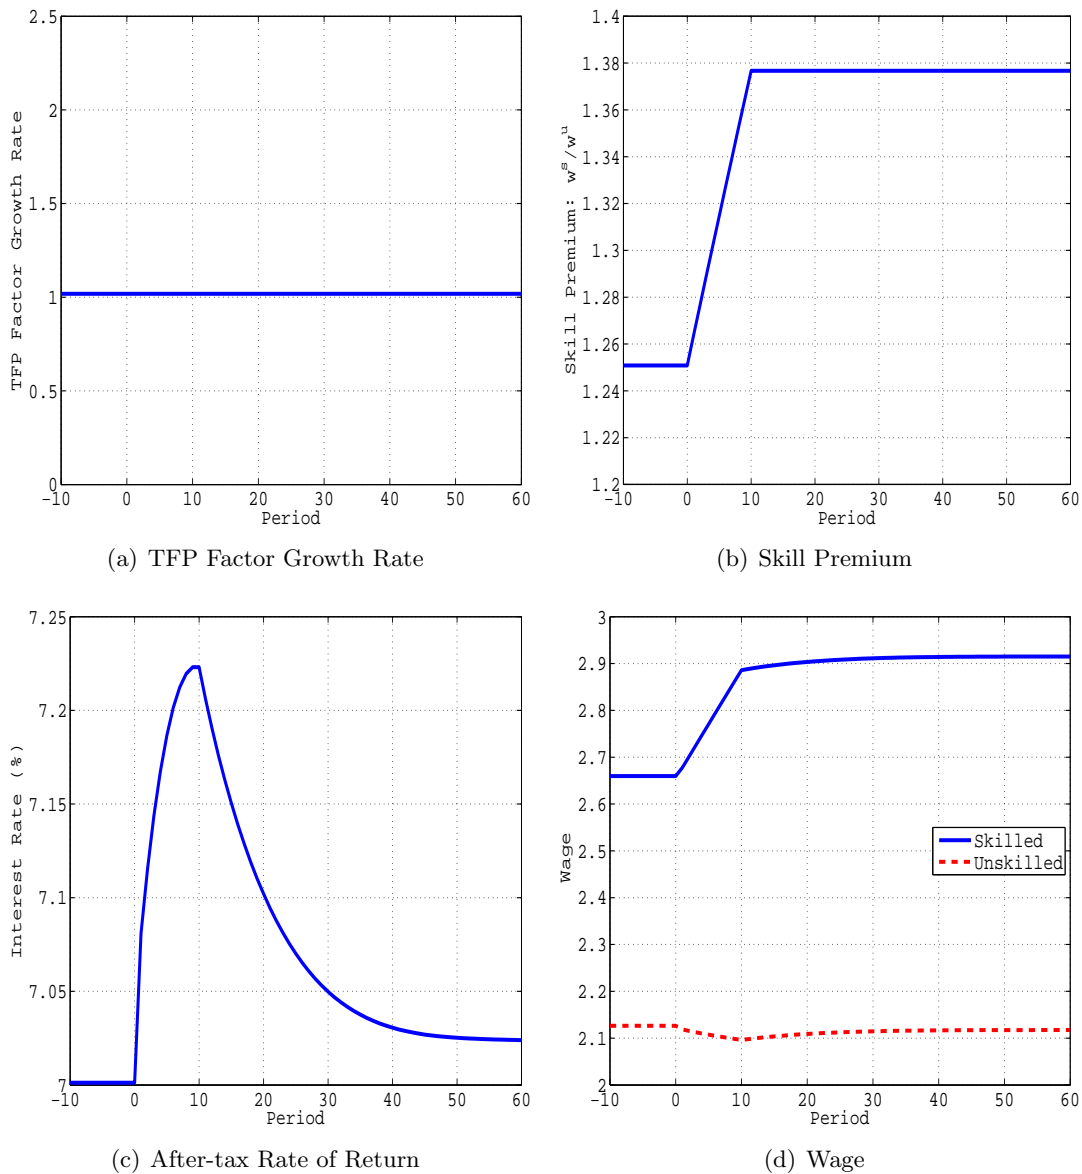 2.5
2
1.5
1
0.5
0
TFP Factor Growth Rate
-10 0 10 20 30 40 50 60
Period
(a) TFP Factor Growth Rate
1.4
1.38
1.36
1.34
1.32
1.3
1.28
1.26
1.24
1.22
1.2
Skill Premium: w^s/w^u
-10 0 10 20 30 40 50 60
Period
(b) Skill Premium
7.25
7.2
7.15
7.1
7.05
7
Interest Rate (%)
-10 0 10 20 30 40 50 60
Period
(c) After-tax Rate of Return
3
2.9
2.8
2.7
2.6
2.5
2.4
2.3
2.2
2.1
2
Wage
Skilled
Unskilled
-10 0 10 20 30 40 50 60
Period
(d) Wage